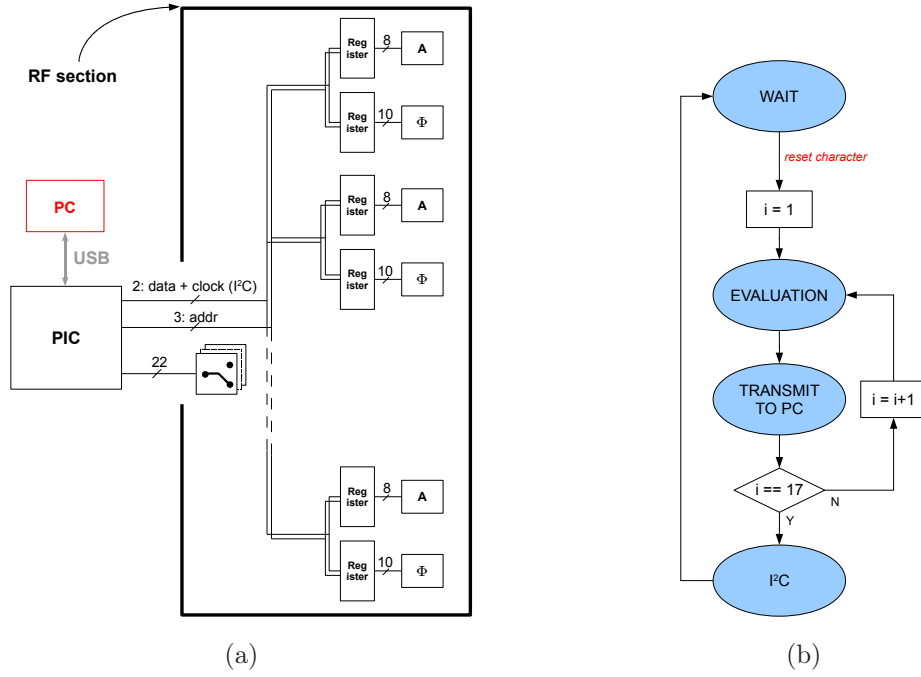 RF section
Reg
ister
8
A
Reg
ister
10
Φ
Reg
ister
8
A
Reg
ister
10
Φ
PC
USB
2: data + clock (I²C)
3: addr
PIC
22
Reg
ister
8
A
Reg
ister
10
Φ
(a)
WAIT
reset character
i = 1
EVALUATION
TRANSMIT
TO PC
i = i+1
i == 17
N
Y
I²C
(b)